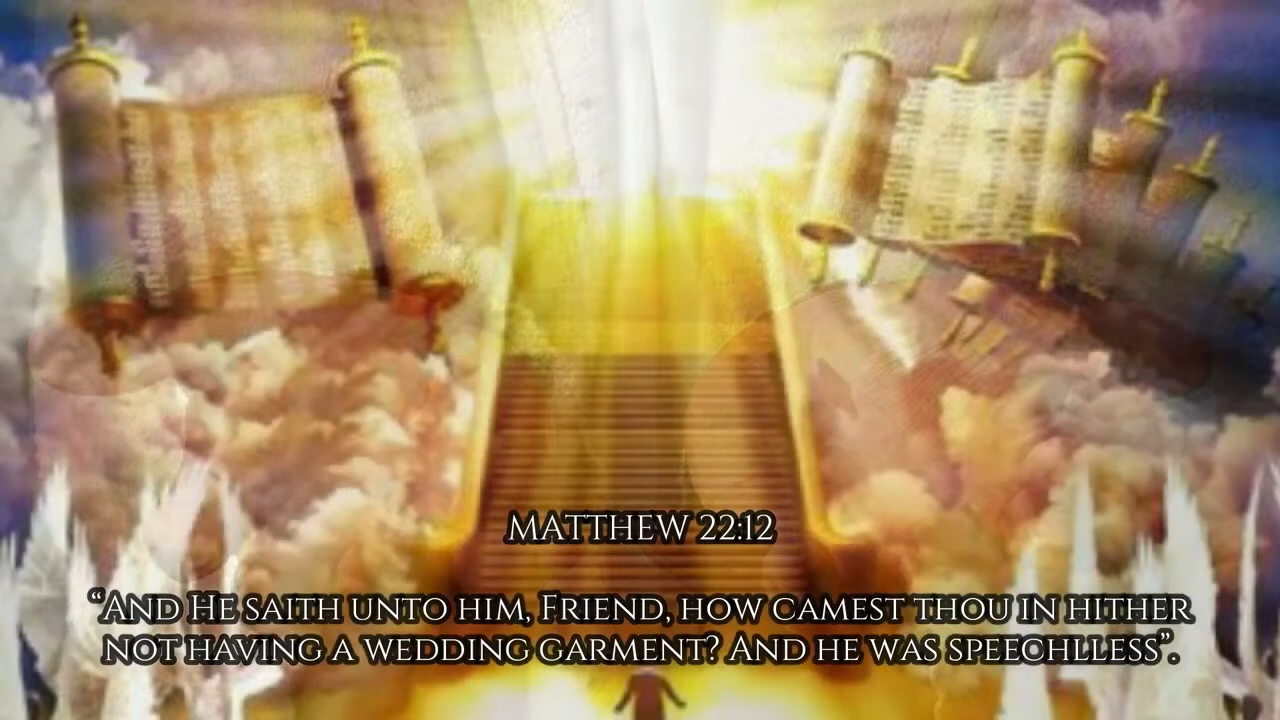 MATTHEW 22:12
“AND HE SAITH UNTO HIM, FRIEND, HOW CAMEST THOU IN HITHER
NOT HAVING A WEDDING GARMENT? AND HE WAS SPEECHLLESS”.